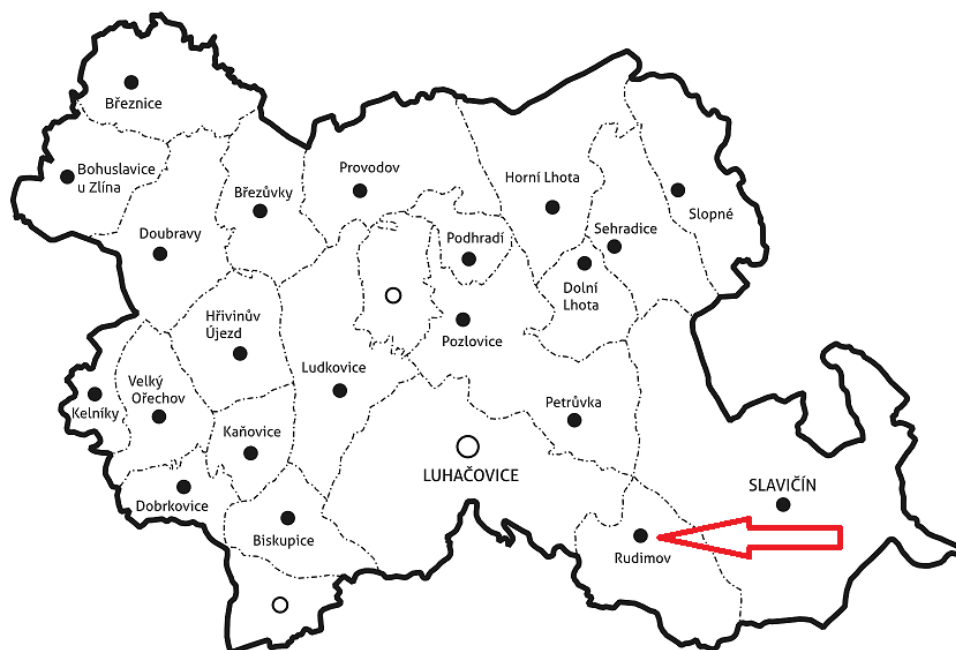 Březnice
Bohuslavice
u Zlína
Březůvky
Provodov
Horní Lhota
Slopné
Doubravy
Podhradí
Sehradice
Dolní
Lhota
Hřivinův
Újezd
Pozlovice
Ludkovice
Velký
Ořechov
Kelníky
Petrůvka
Kaňovice
LUHAČOVICE
SLAVIČÍN
Dobrkovice
Biskupice
Rudimov